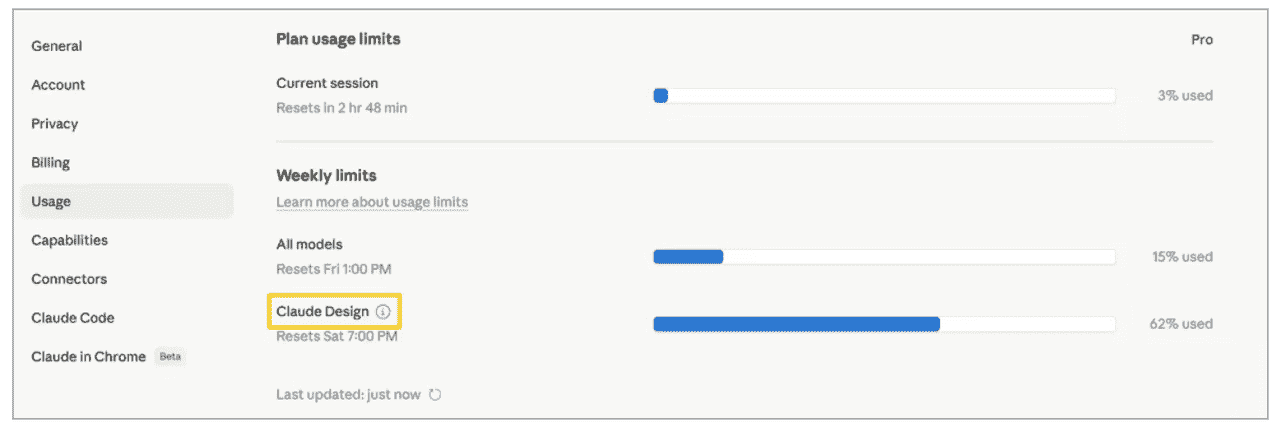 General
Account
Privacy
Billing
Usage
Capabilities
Connectors
Claude Code
Claude in Chrome Beta
Plan usage limits Pro
Current session
Resets in 2 hr 48 min
3% used
Weekly limits
Learn more about usage limits
All models
Resets Fri 1:00 PM
15% used
Claude Design
Resets Sat 7:00 PM
62% used
Last updated: just now